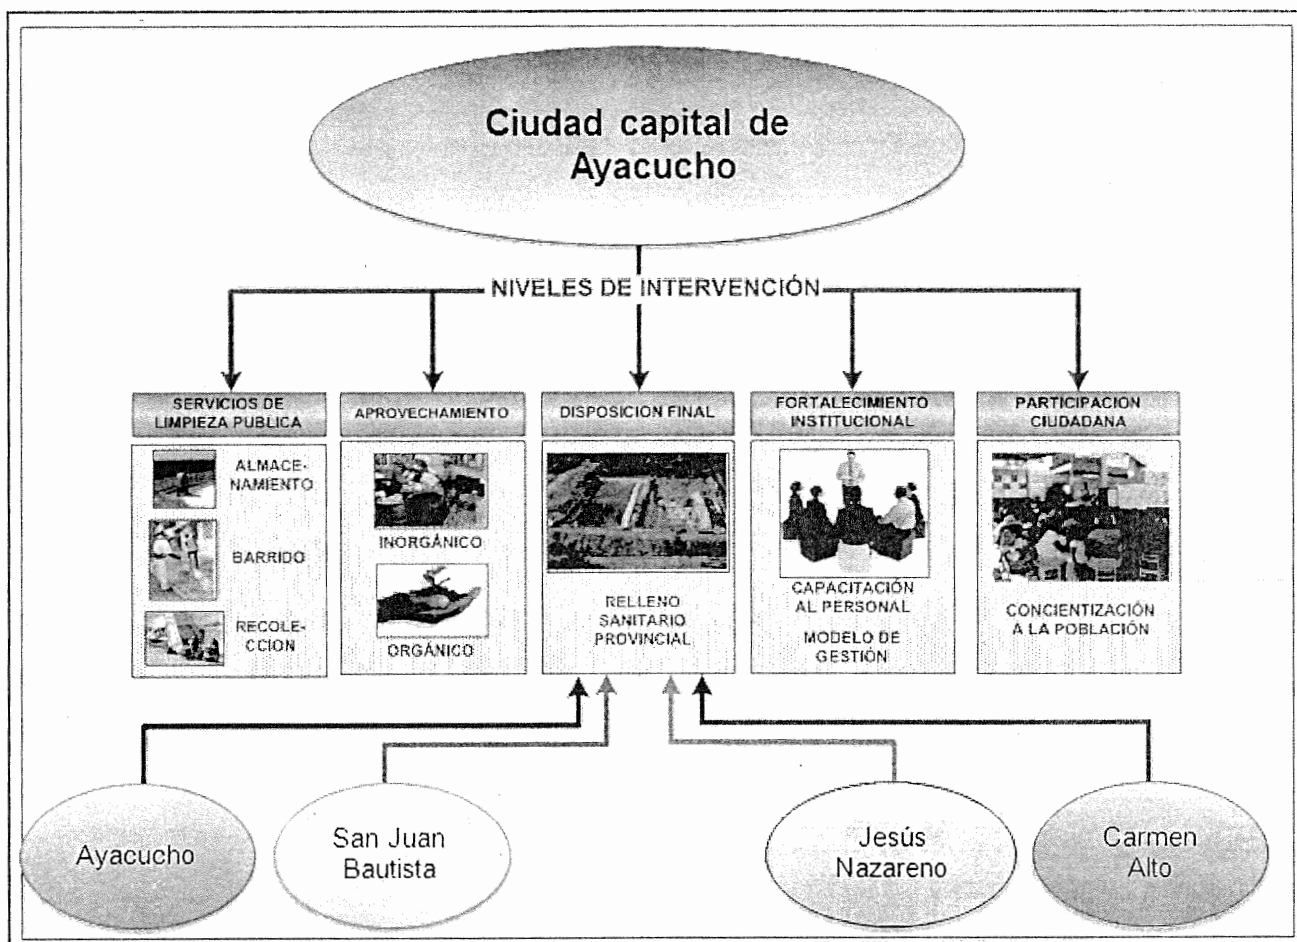 Ciudad capital de
Ayacucho
NIVELES DE INTERVENCIÓN
SERVICIOS DE
LIMPIEZA PUBLICA
ALMACE-
NAMIENTO
BARRIDO
RECOLE-
CCION
APROVECHAMIENTO
INORGÁNICO
ORGÁNICO
DISPOSICION FINAL
RELLENO
SANITARIO
PROVINCIAL
FORTALECIMIENTO
INSTITUCIONAL
CAPACITACIÓN
AL PERSONAL
MODELO DE
GESTIÓN
PARTICIPACION
CIUDADANA
CONCIENTIZACIÓN
A LA POBLACIÓN
Ayacucho
San Juan
Bautista
Jesús
Nazareno
Carmen
Alto